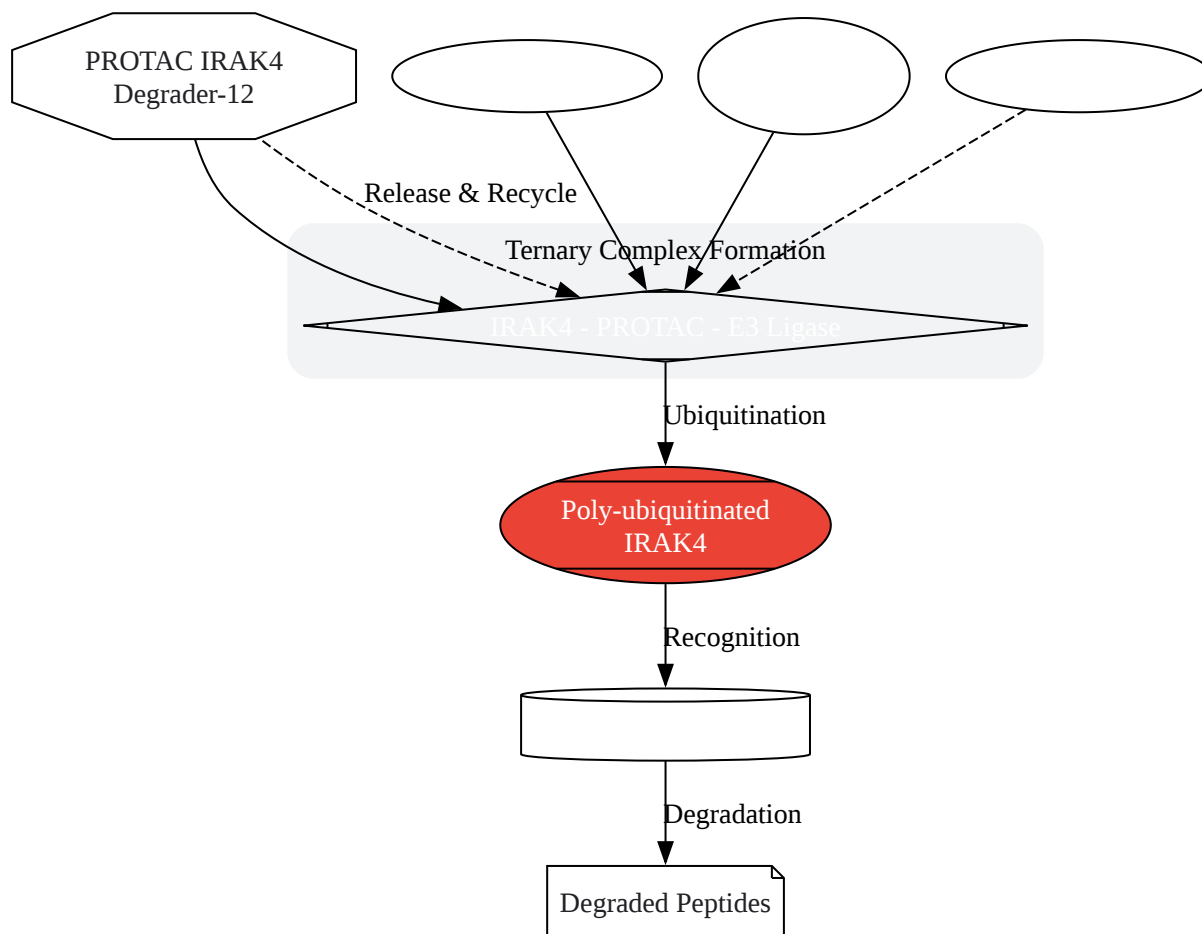 PROTAC IRAK4
Degrader-12
Release & Recycle
Ternary Complex Formation
IRAK4 - PROTAC - E3 Ligase
Ubiquitination
Poly-ubiquitinated
IRAK4
Recognition
Degradation
Degraded Peptides